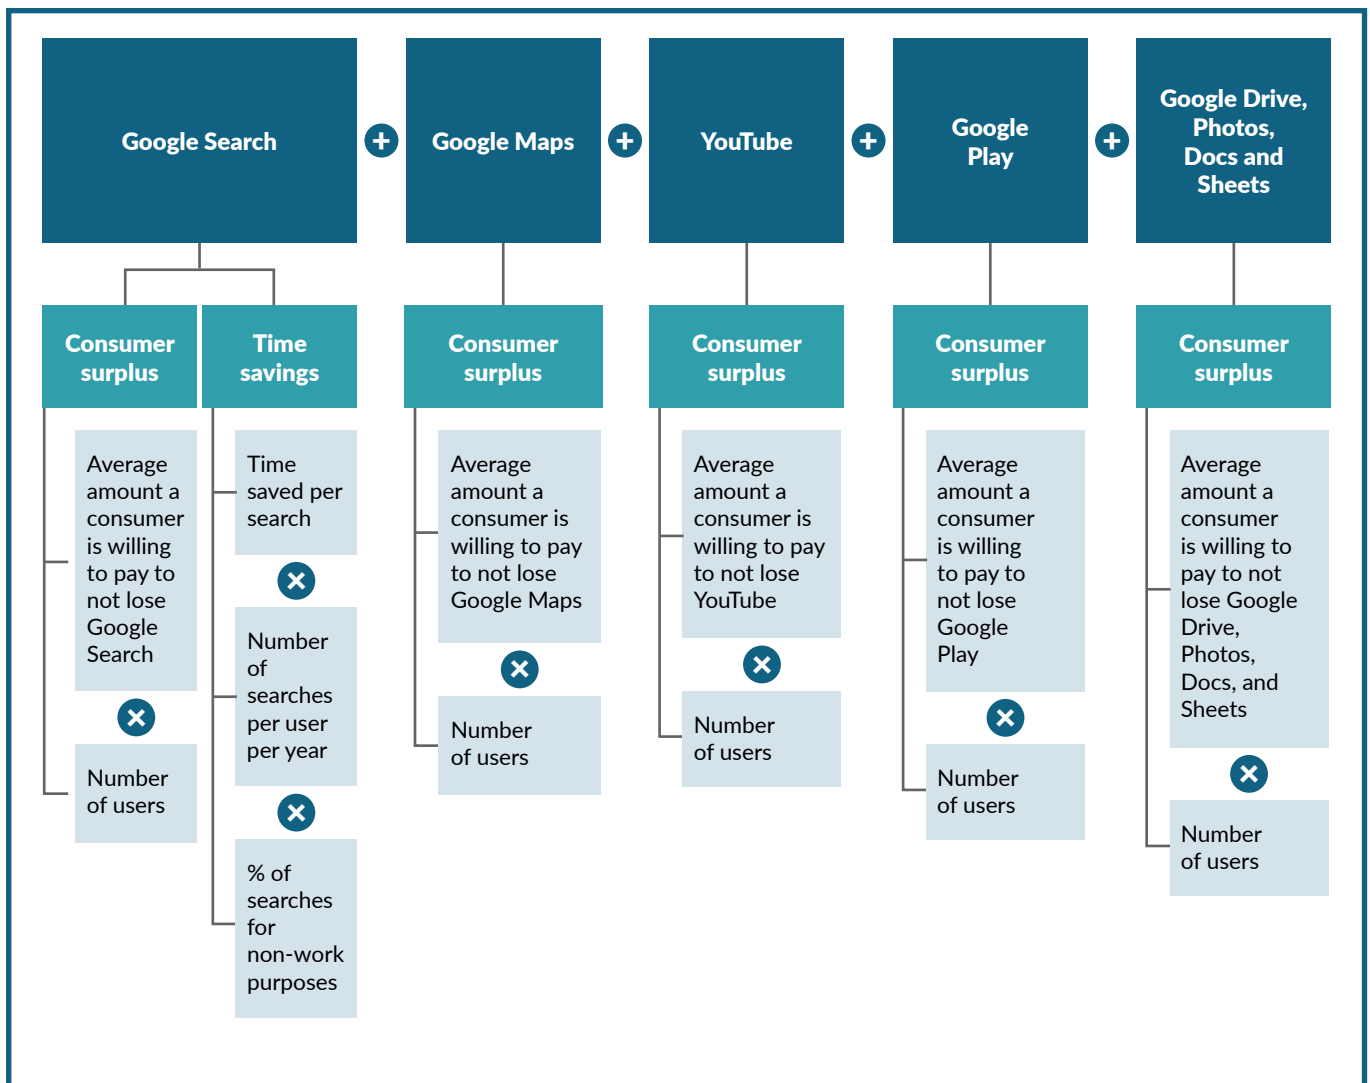 Google Search
+
Google Maps
+
YouTube
+
Google
Play
+
Google Drive,
Photos,
Docs and
Sheets
Consumer
surplus
Time
savings
Consumer
surplus
Consumer
surplus
Consumer
surplus
Consumer
surplus
Average
amount a
consumer
is willing
to pay to
not lose
Google
Search
×
Number
of users
Time
saved per
search
×
Number
of
searches
per user
per year
×
% of
searches
for
non-work
purposes
Average
amount a
consumer is
willing to pay
to not lose
Google Maps
×
Number
of users
Average
amount a
consumer is
willing to pay
to not lose
YouTube
×
Number
of users
Average
amount a
consumer
is willing
to pay to
not lose
Google
Play
×
Number
of users
Average
amount a
consumer
is willing to
pay to not
lose Google
Drive,
Photos,
Docs, and
Sheets
×
Number
of users